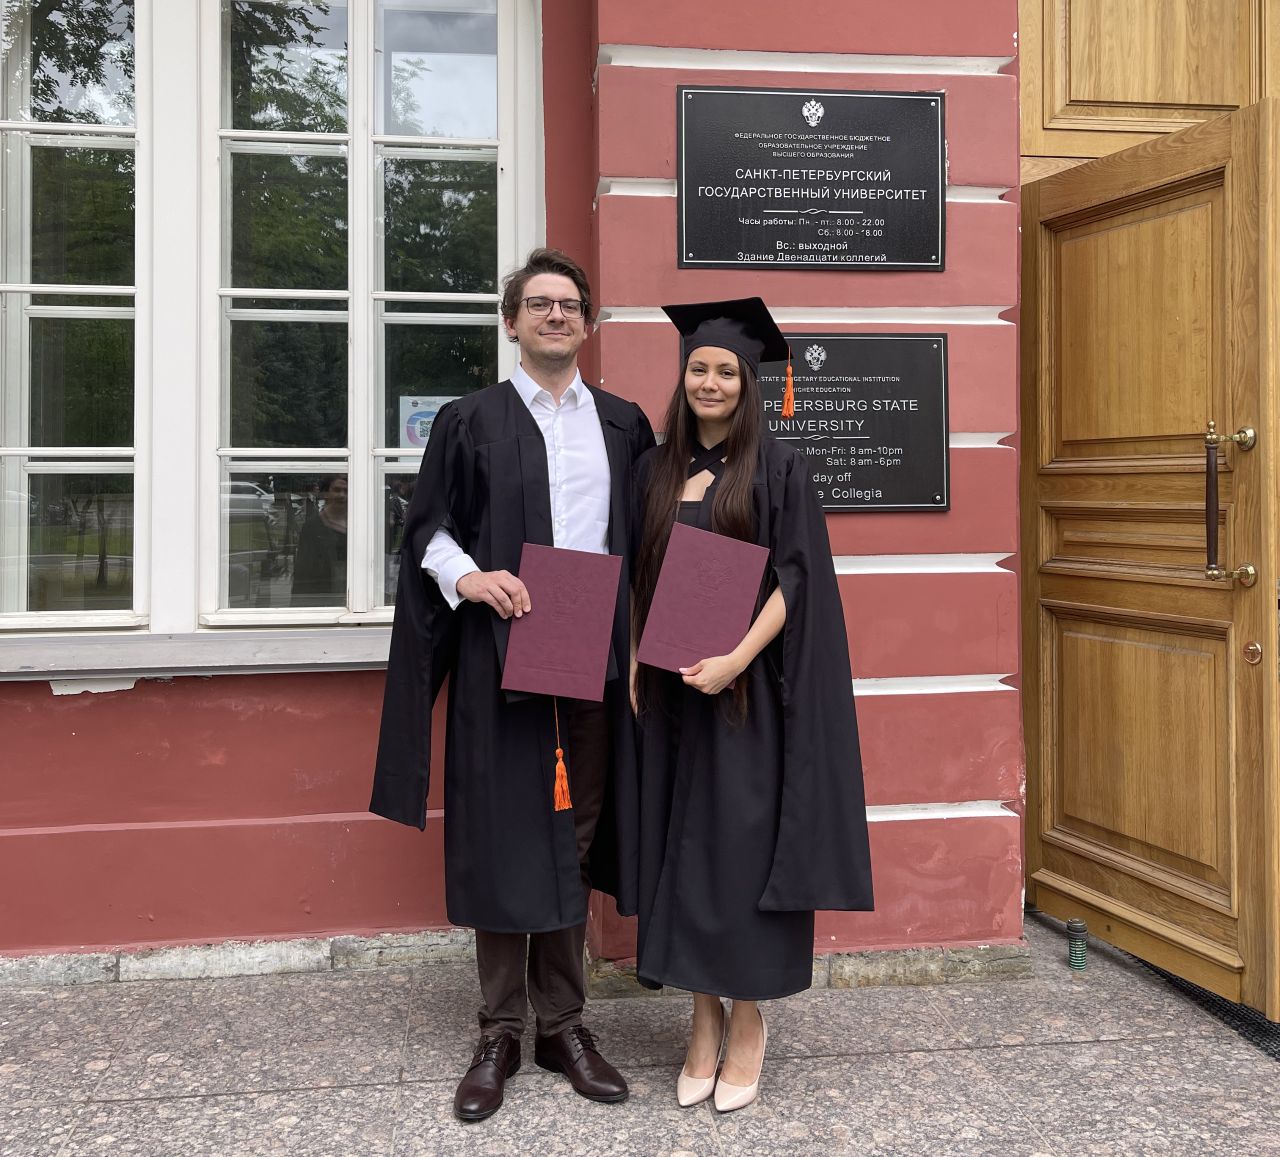 ФЕДЕРАЛЬНОЕ ГОСУДАРСТВЕННОЕ БЮДЖЕТНОЕ
ОБРАЗОВАТЕЛЬНОЕ УЧРЕЖДЕНИЕ
ВЫСШЕГО ОБРАЗОВАНИЯ
САНКТ-ПЕТЕРБУРГСКИЙ
ГОСУДАРСТВЕННЫЙ УНИВЕРСИТЕТ
Часы работы: Пн. - пт.: 8.00 - 22.00
Сб.: 8.00 - 18.00
Вс.: выходной
Здание Двенадцати коллегий
STATE BUDGETARY EDUCATIONAL INSTITUTION
OF HIGHER EDUCATION
PETERSBURG STATE
UNIVERSITY
Mon-Fri: 8 am-10pm
Sat: 8 am-6pm
day off
Collegia